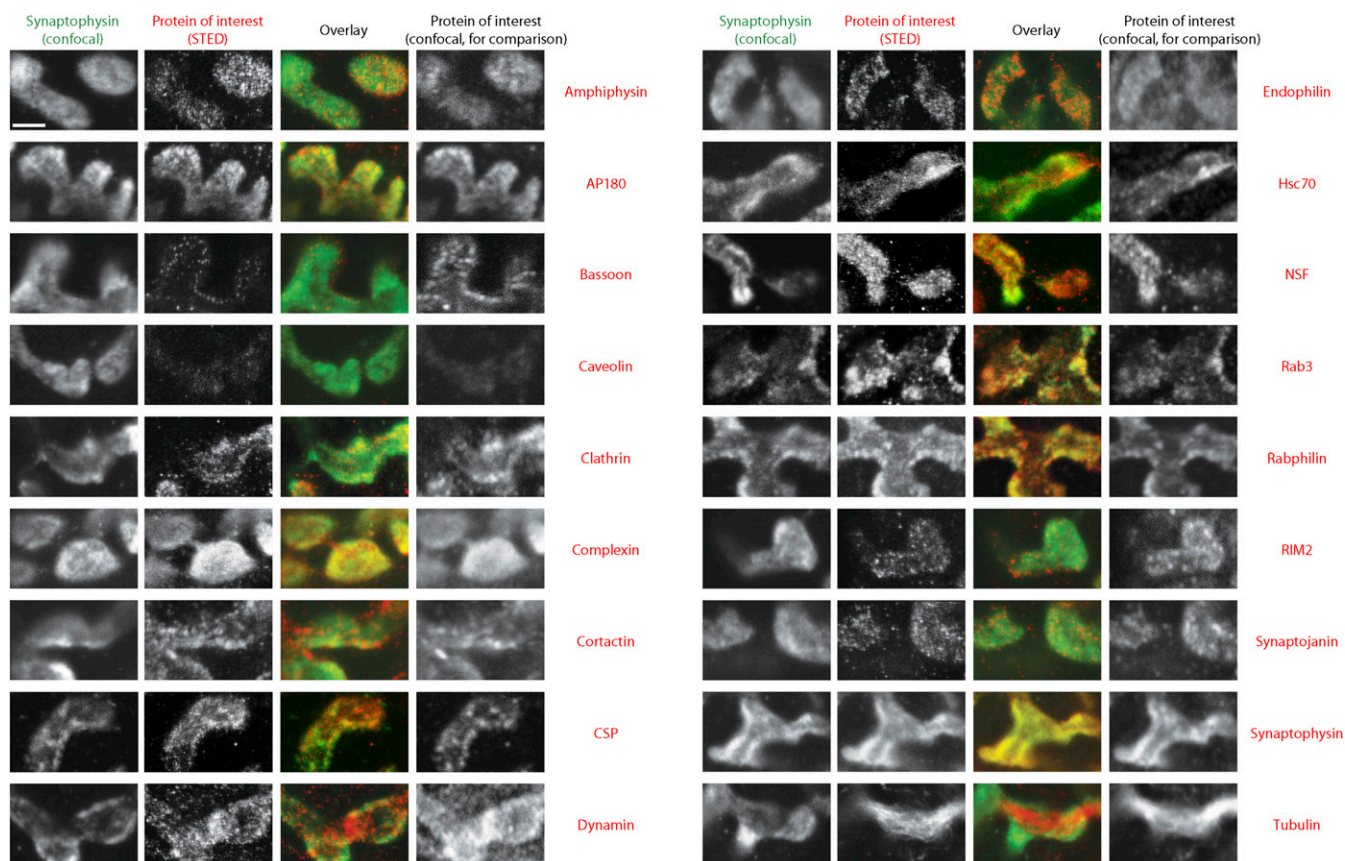 Synaptophysin
(confocal)
Protein of interest
(STED)
Overlay
Protein of interest
(confocal, for comparison)
Amphiphysin
AP180
Bassoon
Caveolin
Clathrin
Complexin
Cortactin
CSP
Dynamin
Synaptophysin
(confocal)
Protein of interest
(STED)
Overlay
Protein of interest
(confocal, for comparison)
Endophilin
Hsc70
NSF
Rab3
Rabphilin
RIM2
Synaptojanin
Synaptophysin
Tubulin